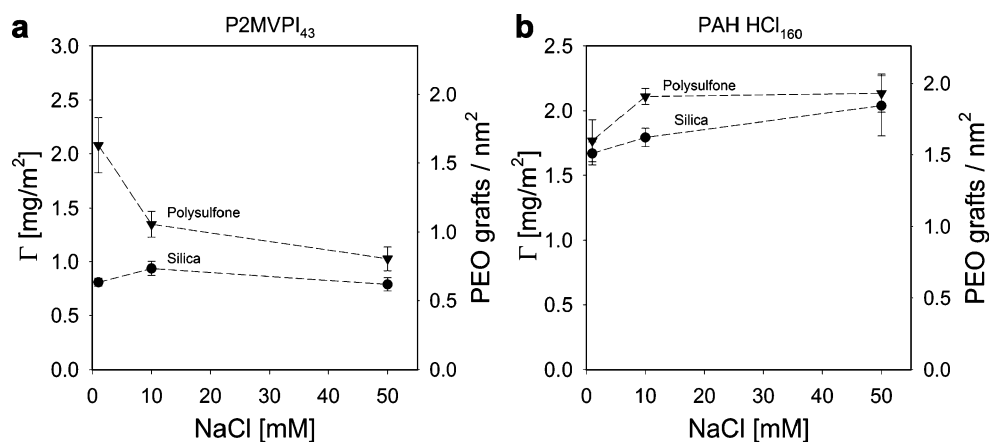 a
P2MVPI43
3.0
2.5
2.0
1.5
1.0
0.5
0.0
Γ [mg/m2]
Polysulfone
Silica
2.0
1.5
1.0
0.5
0.0
PEO grafts / nm2
0 10 20 30 40 50
NaCl [mM]
b
PAH HCl160
2.5
2.0
1.5
1.0
0.5
0.0
Γ [mg/m2]
Polysulfone
Silica
2.0
1.5
1.0
0.5
0.0
PEO grafts / nm2
0 10 20 30 40 50
NaCl [mM]